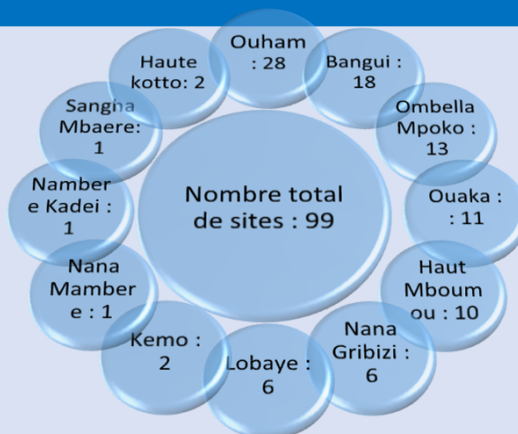 Ouham
: 28
Bangui :
18
Ombella
Mpoko :
13
Ouaka :
: 11
Haut
Mboum
ou : 10
Nana
Gribizi :
6
Lobaye :
6
Kemo :
2
Nana
Mamber
e : 1
Namber
e Kadei :
1
Sangha
Mbaere:
1
Haute
kotto: 2
Nombre total
de sites : 99